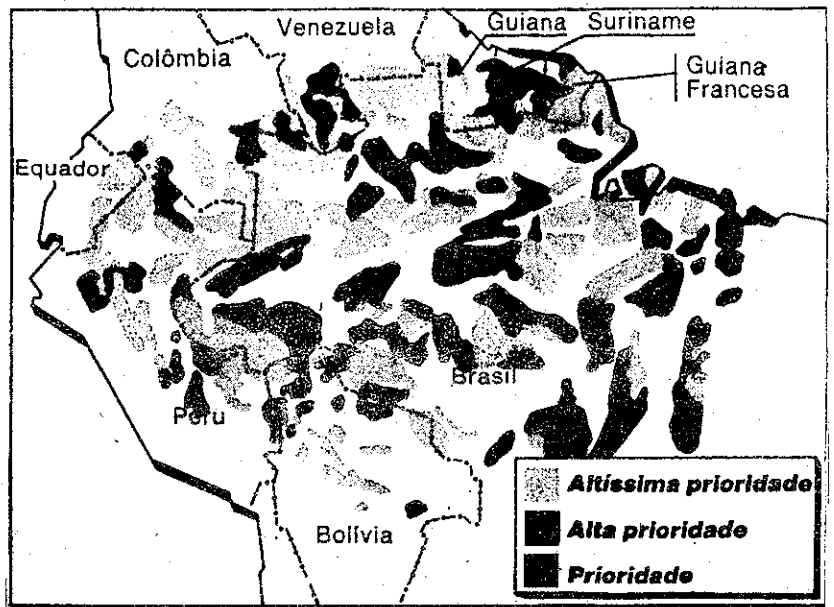 Venezuela
Guiana
Suriname
Colômbia
Guiana
Francesa
Equador
Brasil
Peru
Bolívia
Altíssima prioridade
Alta prioridade
Prioridade